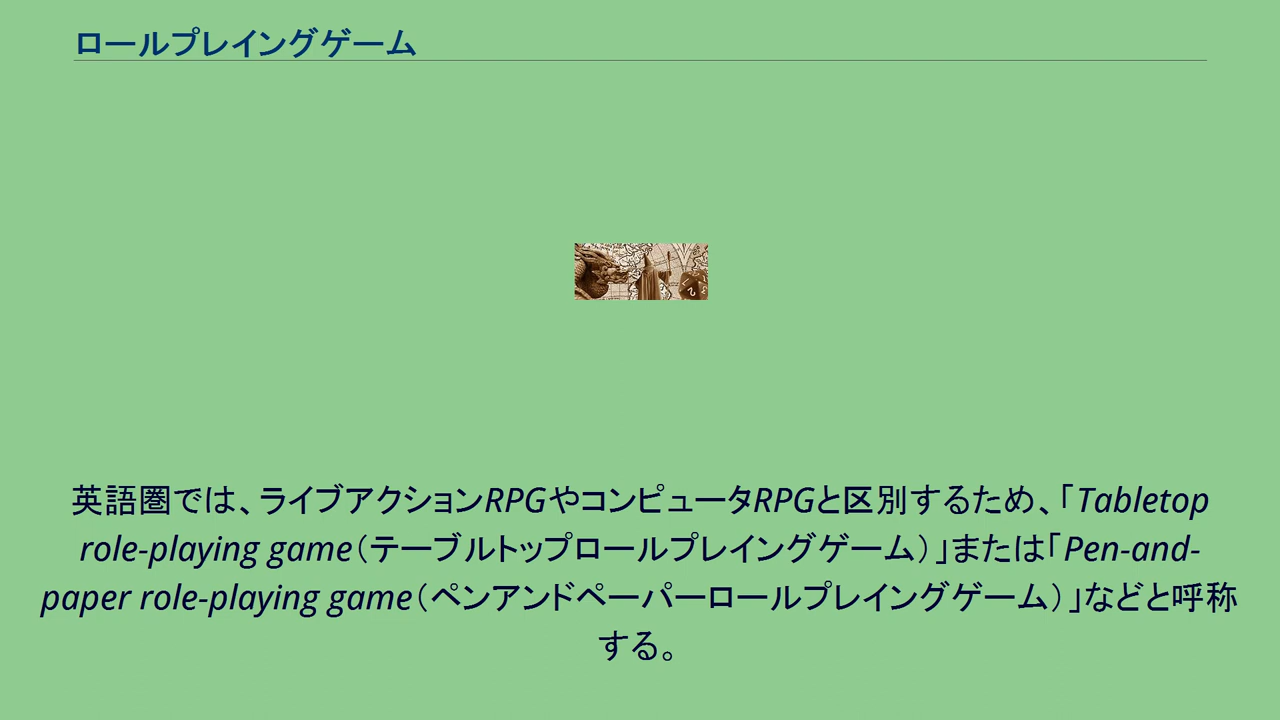 ロールプレイングゲーム
英語圏では、ライブアクションRPGやコンピュータRPGと区別するため、「Tabletop
role-playing game（テーブルトップロールプレイングゲーム）」または「Pen-and-
paper role-playing game（ペンアンドペーパーロールプレイングゲーム）」などと呼称
する。